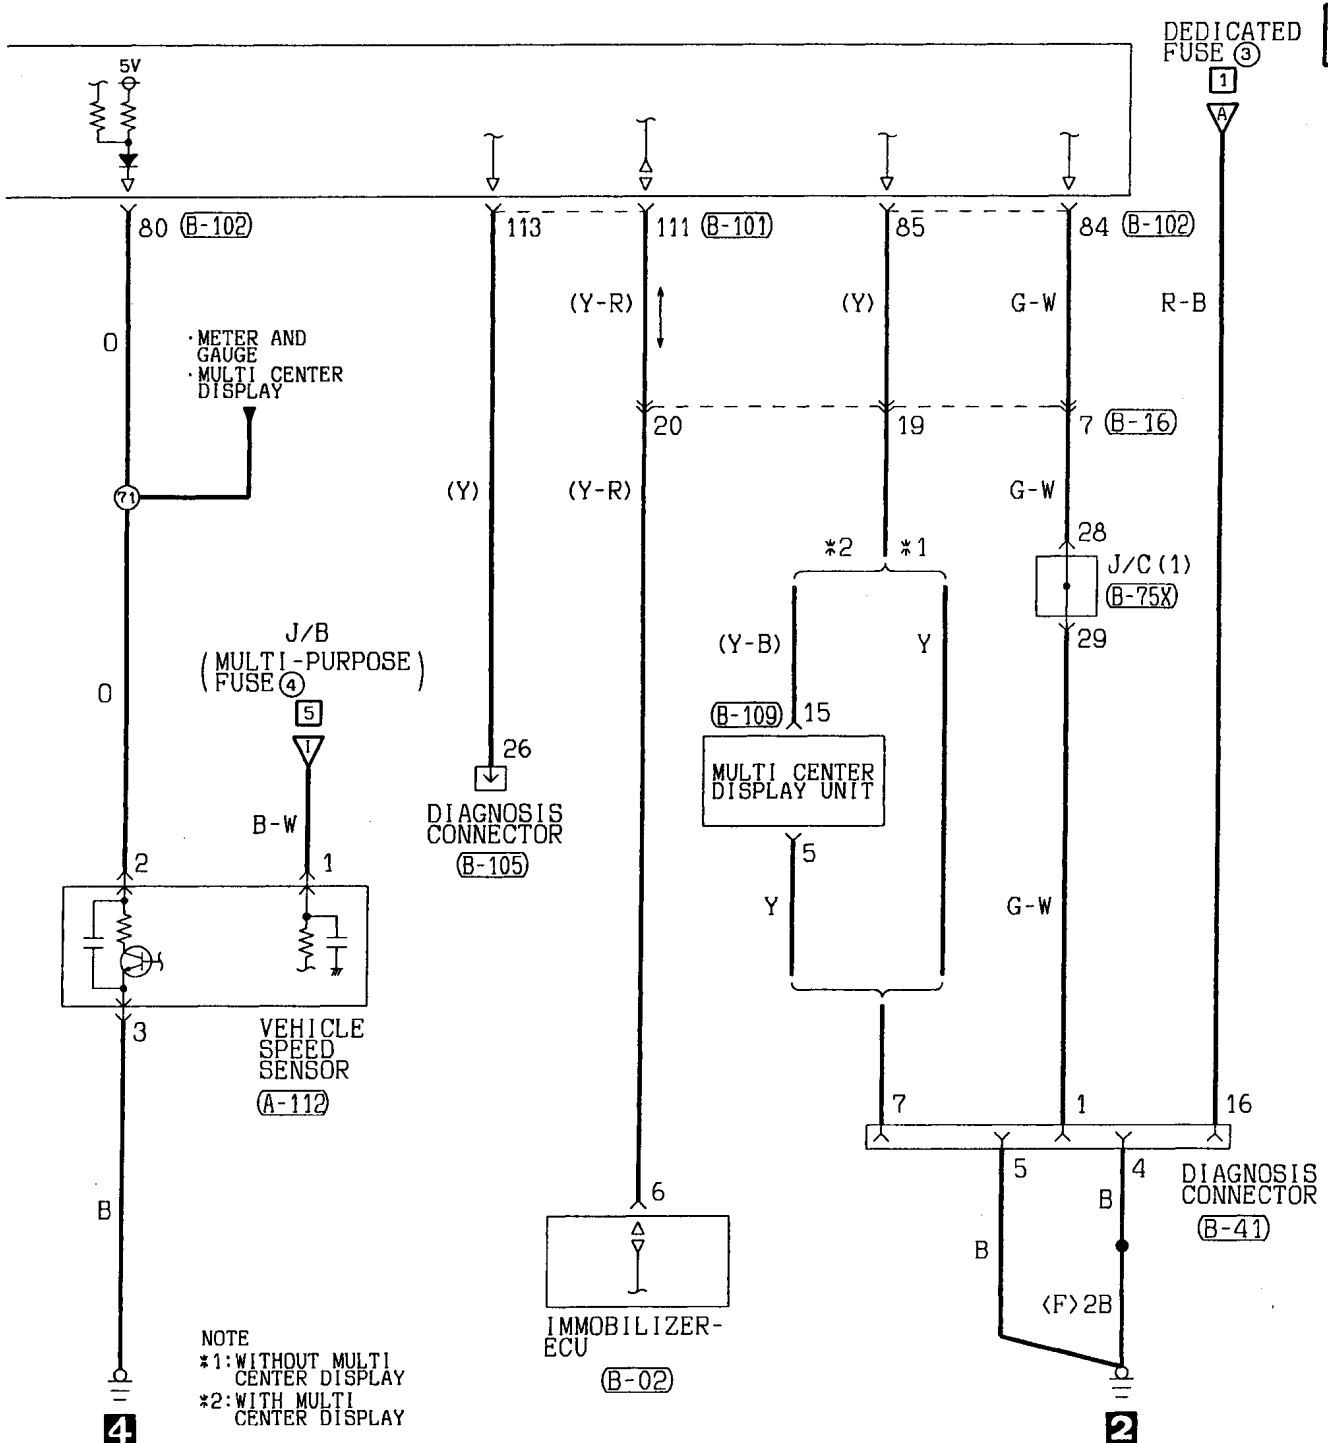 DEDICATED
FUSE ③
1
A
5V
80 (B-102)
113
111 (B-101)
85
84 (B-102)
(Y-R)
(Y)
G-W
R-B
O
·METER AND
GAUGE
·MULTI CENTER
DISPLAY
20
19
7 (B-16)
71
(Y)
(Y-R)
G-W
*2
*1
28
J/C(1)
(B-75X)
29
J/B
(MULTI-PURPOSE)
FUSE ④
5
I
O
(Y-B)
Y
(B-109) 15
MULTI CENTER
DISPLAY UNIT
26
DIAGNOSIS
CONNECTOR
(B-105)
B-W
2
1
5
Y
G-W
3
VEHICLE
SPEED
SENSOR
(A-112)
7
1
16
5
4
DIAGNOSIS
CONNECTOR
(B-41)
B
6
B
B
<F>2B
IMMOBILIZER-
ECU
(B-02)
NOTE
*1:WITHOUT MULTI
CENTER DISPLAY
*2:WITH MULTI
CENTER DISPLAY
4
2